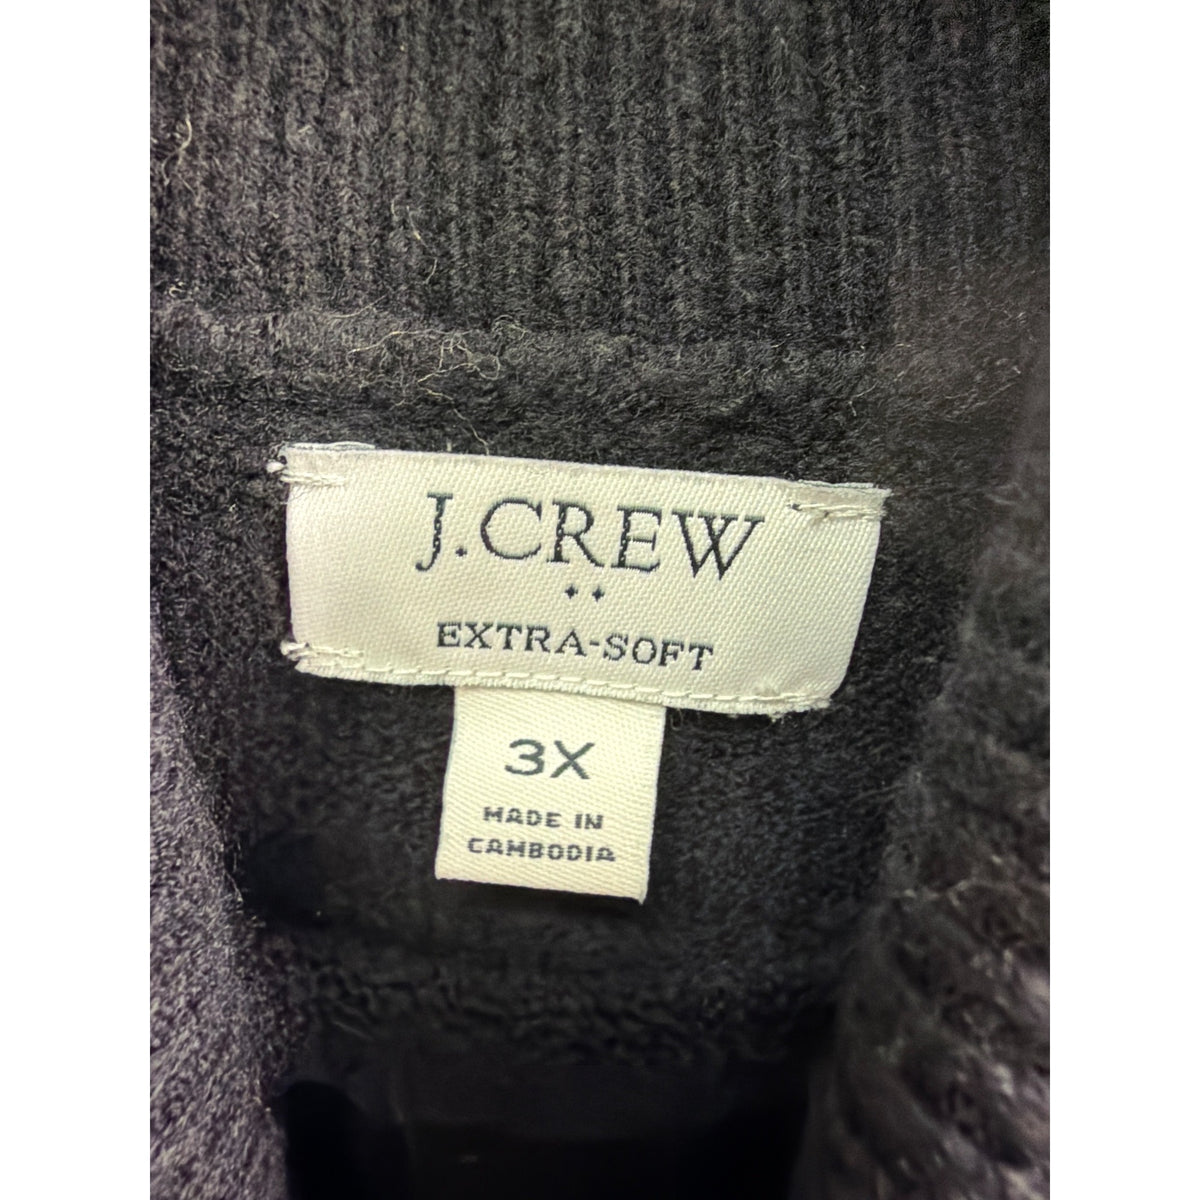 J.CREW
EXTRA-SOFT
3X
MADE IN
CAMBODIA